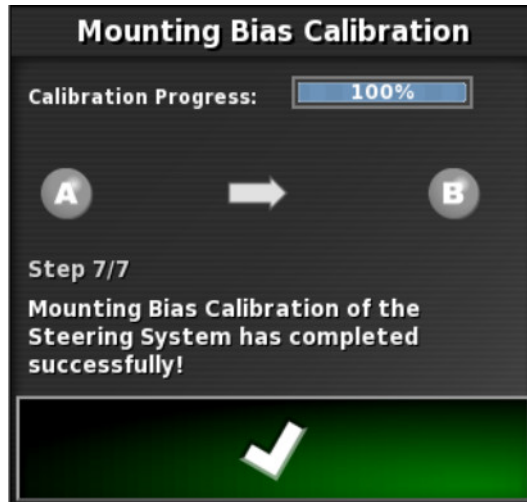 Mounting Bias Calibration
Calibration Progress: 100%
A B
Step 7/7
Mounting Bias Calibration of the
Steering System has completed
successfully!